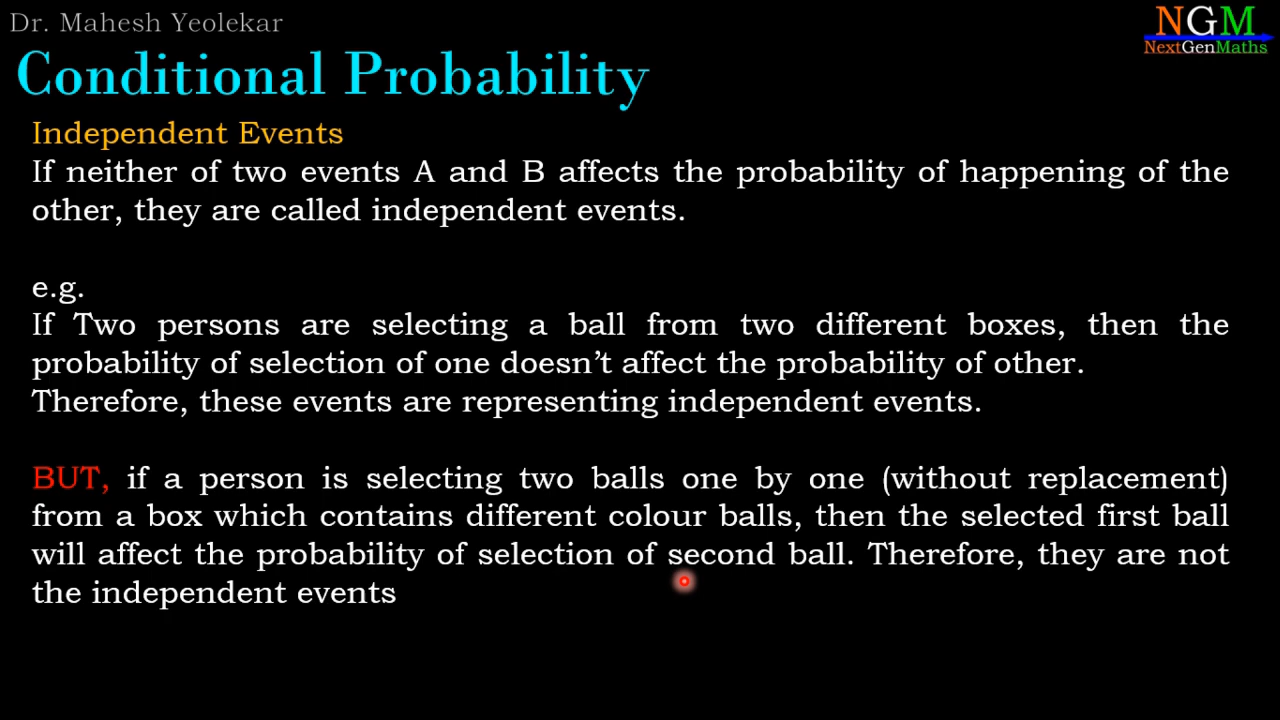 Dr. Mahesh Yeolekar
NGM
NextGenMaths
Conditional Probability
Independent Events
If neither of two events A and B affects the probability of happening of the
other, they are called independent events.
e.g.
If Two persons are selecting a ball from two different boxes, then the
probability of selection of one doesn’t affect the probability of other.
Therefore, these events are representing independent events.
BUT, if a person is selecting two balls one by one (without replacement)
from a box which contains different colour balls, then the selected first ball
will affect the probability of selection of second ball. Therefore, they are not
the independent events